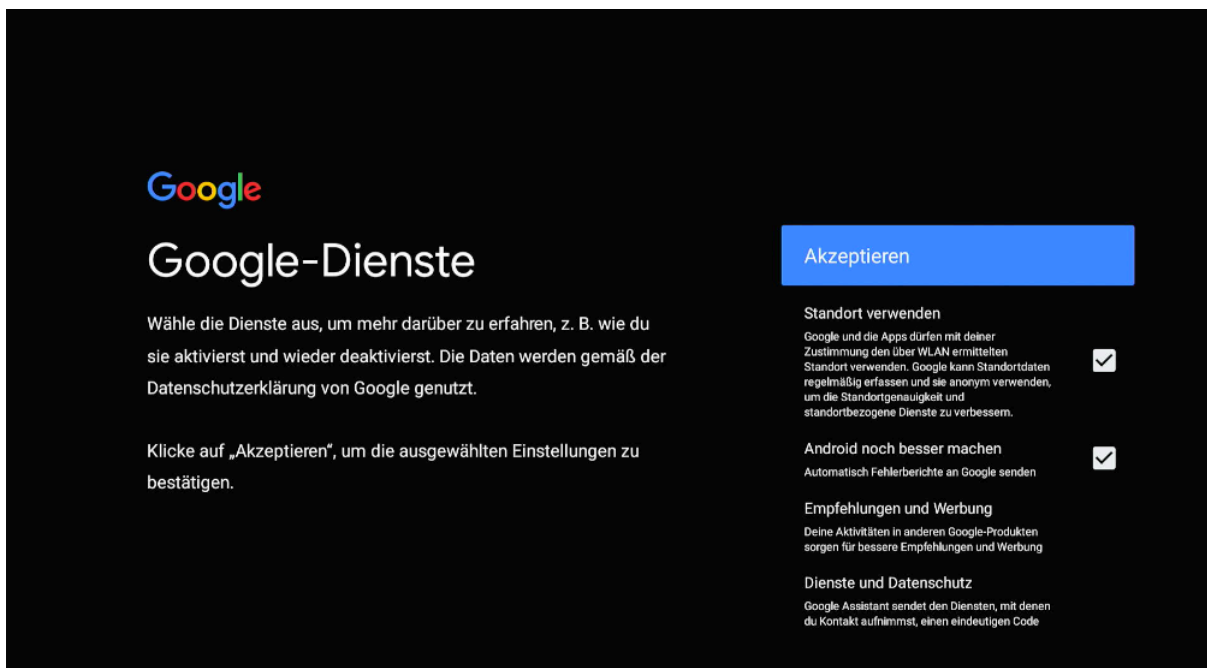 Google
Google-Dienste
Wähle die Dienste aus, um mehr darüber zu erfahren, z. B. wie du
sie aktivierst und wieder deaktivierst. Die Daten werden gemäß der
Datenschutzerklärung von Google genutzt.
Klicke auf „Akzeptieren“, um die ausgewählten Einstellungen zu
bestätigen.
Akzeptieren
Standort verwenden
Google und die Apps dürfen mit deiner
Zustimmung den über WLAN ermittelten
Standort verwenden. Google kann Standortdaten
regelmäßig erfassen und sie anonym verwenden,
um die Standortgenauigkeit und
standortbezogene Dienste zu verbessern.
Android noch besser machen
Automatisch Fehlerberichte an Google senden
Empfehlungen und Werbung
Deine Aktivitäten in anderen Google-Produkten
sorgen für bessere Empfehlungen und Werbung
Dienste und Datenschutz
Google Assistant sendet den Diensten, mit denen
du Kontakt aufnimmst, einen eindeutigen Code